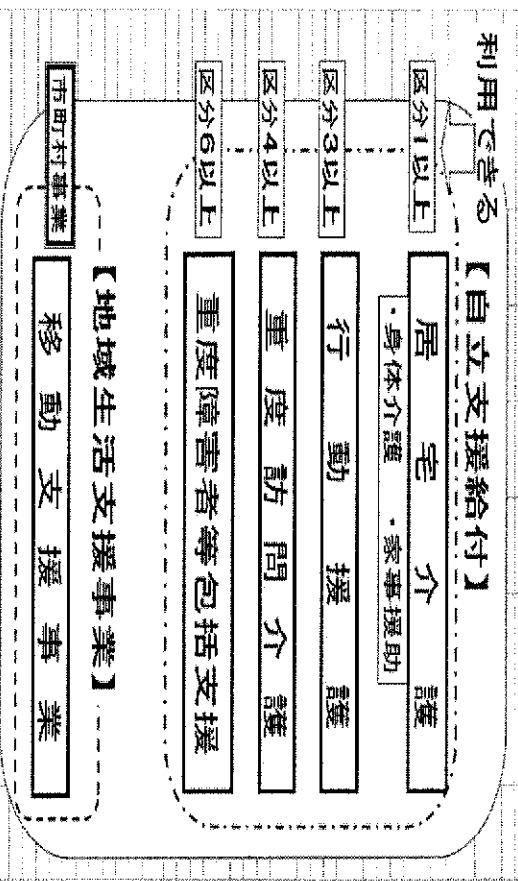 利用できる
【自立支援給付】
区分1以上
居宅介護
・身体介護 ・家事援助
区分3以上
行動援護
区分4以上
重度訪問介護
区分6以上
重度障害者等包括支援
【地域生活支援事業】
市町村事業
移動支援事業